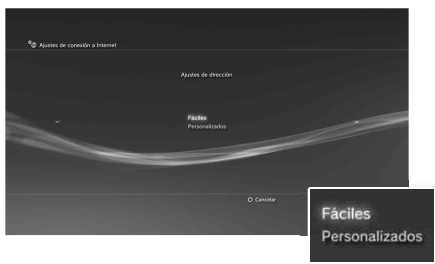 Ajustes de conexión a Internet
Ajustes de dirección
Fáciles
Personalizados
Cancelar
Fáciles
Personalizados